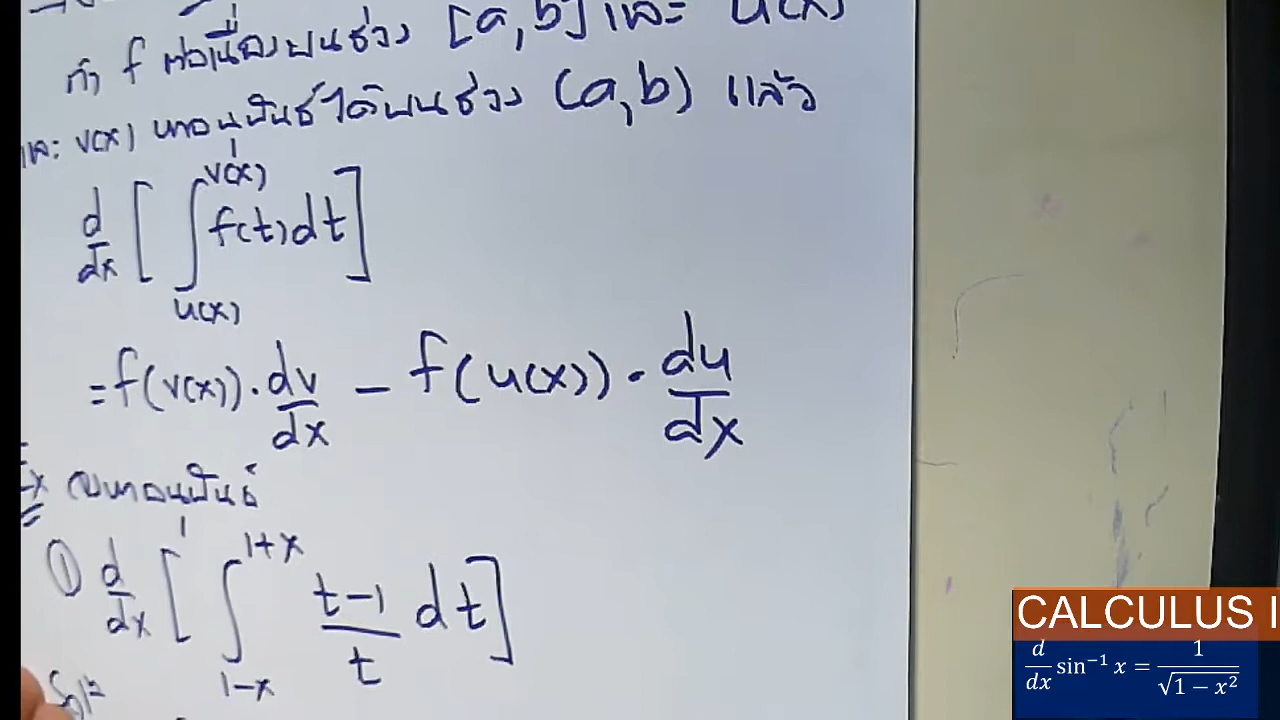 ถ้า f ต่อเนื่องบนช่วง [a, b] และ u(x)
และ v(x) หาอนุพันธ์ได้บนช่วง (a, b) แล้ว
d/dx [ ∫_{u(x)}^{v(x)} f(t) dt ]
= f(v(x)) · dv/dx − f(u(x)) · du/dx
Ex จงหาอนุพันธ์
① d/dx [ ∫_{1-x}^{1+x} (t-1)/t dt ]
CALCULUS I
d/dx sin⁻¹ x = 1/√(1 − x²)